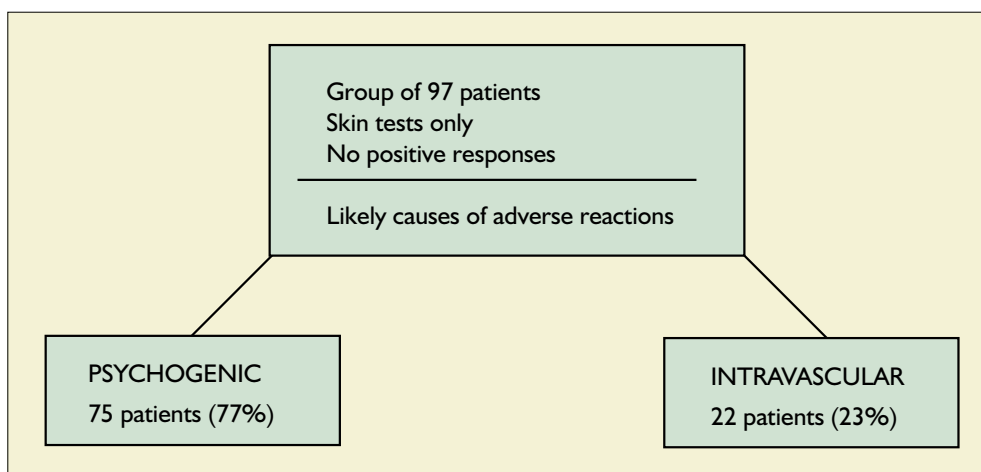 Group of 97 patients
Skin tests only
No positive responses
Likely causes of adverse reactions
PSYCHOGENIC
75 patients (77%)
INTRAVASCULAR
22 patients (23%)